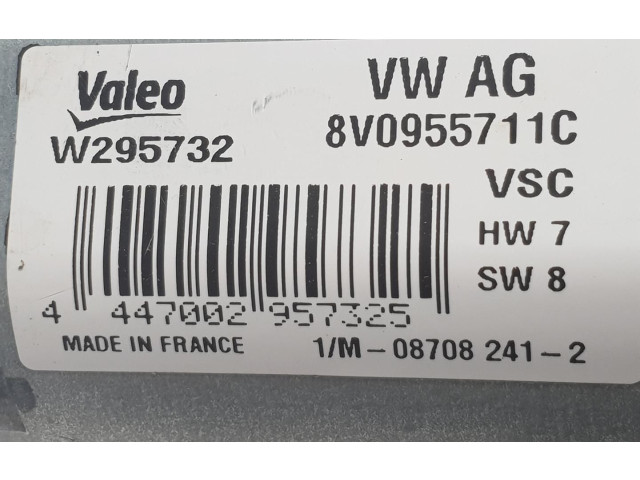 Valeo VW AG
W295732 8V0955711C
VSC
HW 7
SW 8
4 447002 957325
MADE IN FRANCE 1/M-08708 241-2